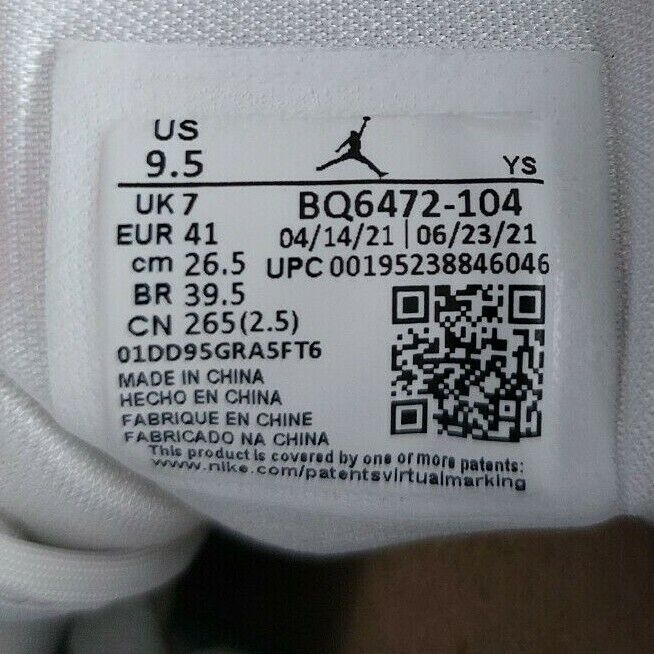 US
9.5 YS
UK 7 BQ6472-104
EUR 41 04/14/21 | 06/23/21
cm 26.5 UPC 00195238846046
BR 39.5
CN 265(2.5)
01DD95GRA5FT6
MADE IN CHINA
HECHO EN CHINA
FABRIQUE EN CHINE
FABRICADO NA CHINA
This product is covered by one or more patents:
www.nike.com/patentsvirtualmarking